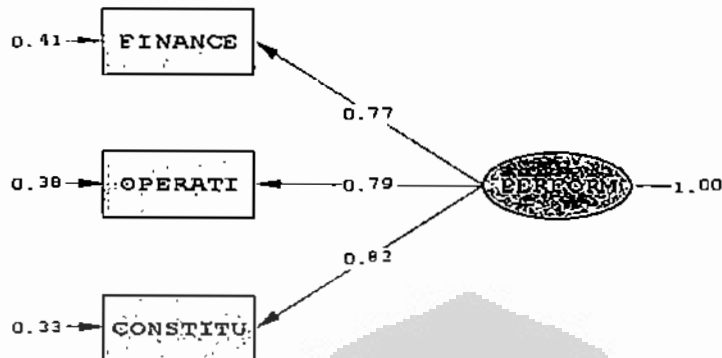 0.41 FINANCE
0.77
0.38 OPERATI 0.79 PERFORM 1.00
0.82
0.33 CONSTITU